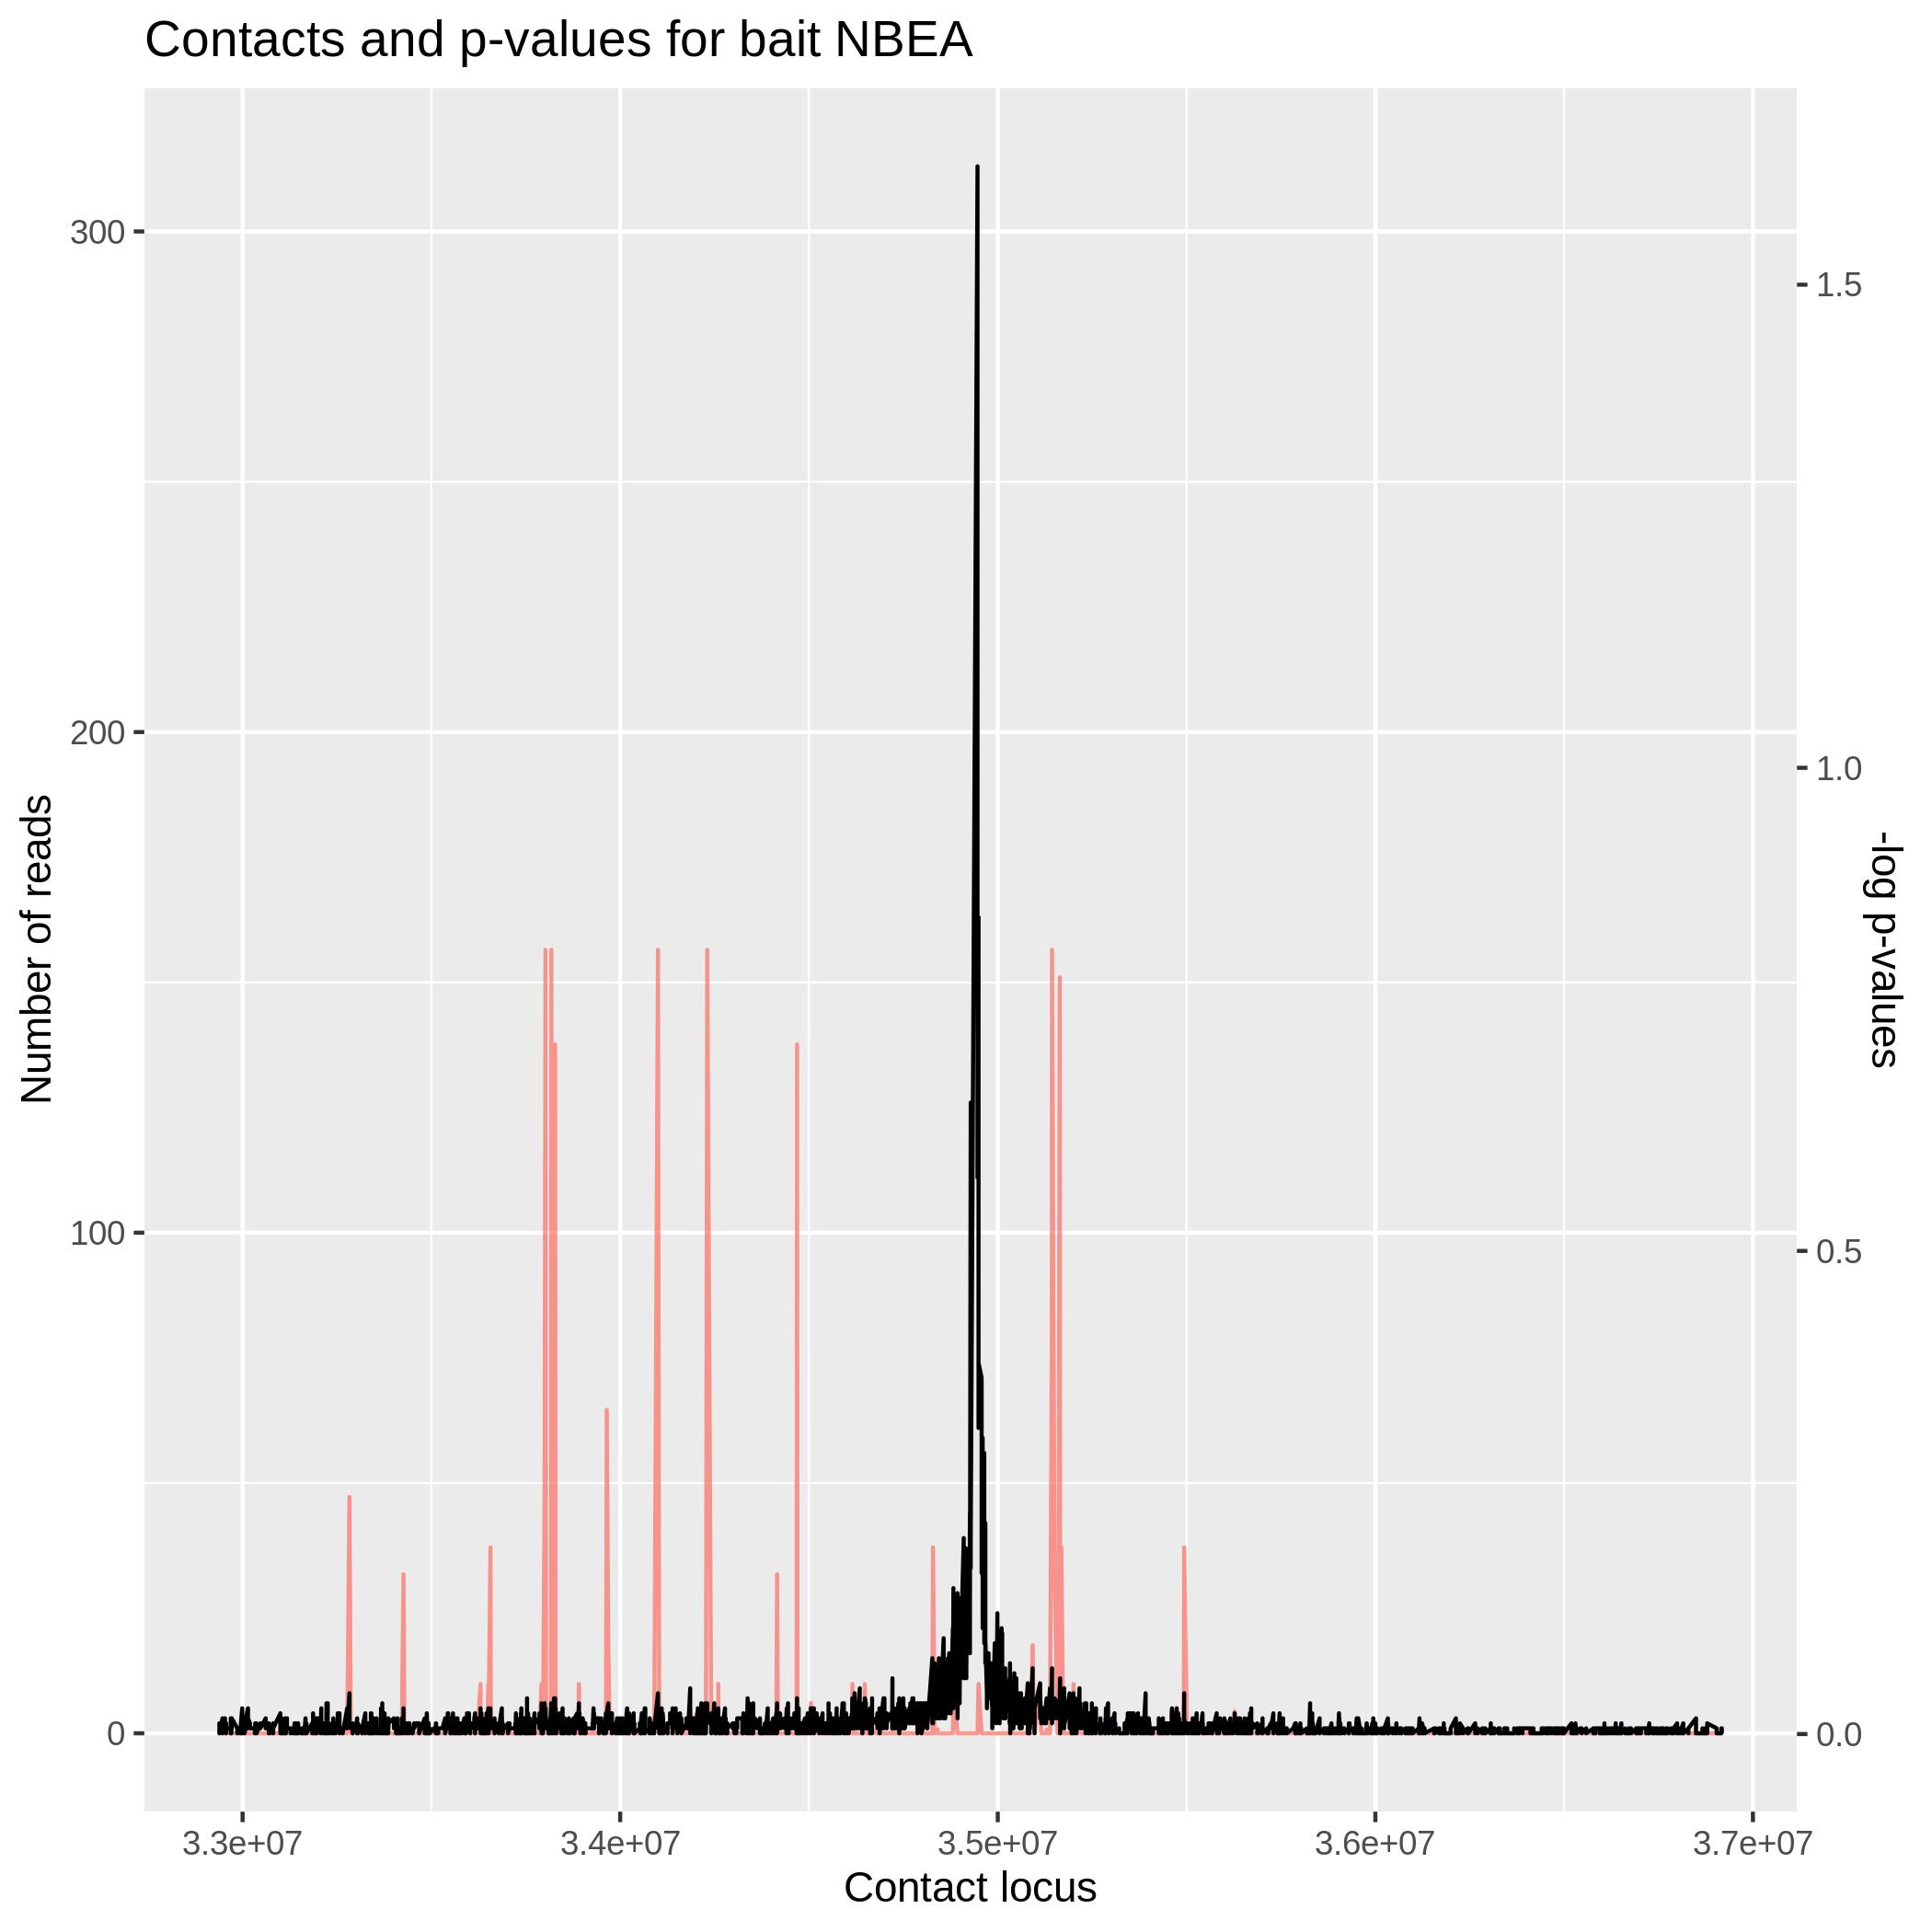 Contacts and p-values for bait NBEA
300
200
100
0
Number of reads
1.5
1.0
0.5
0.0
-log p-values
3.3e+07 3.4e+07 3.5e+07 3.6e+07 3.7e+07
Contact locus